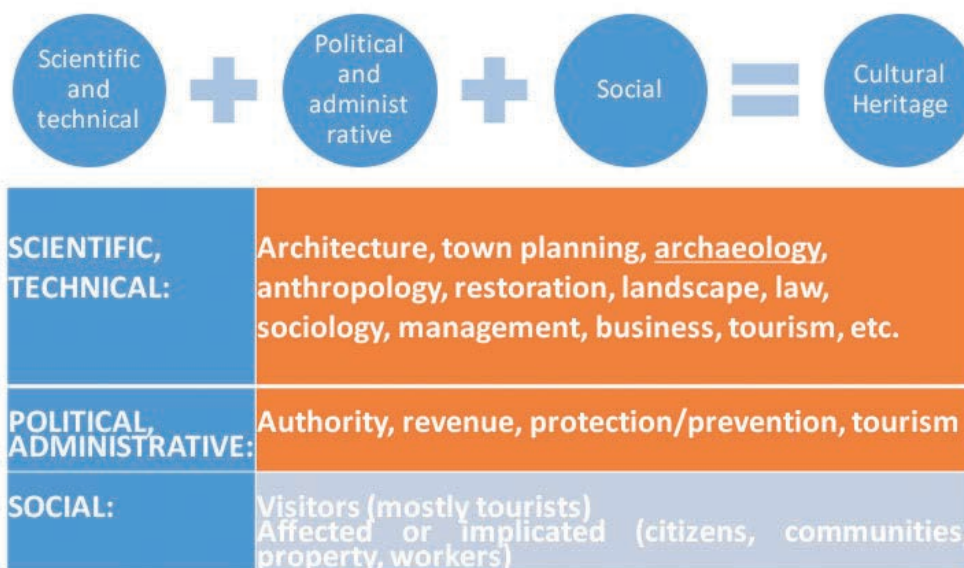 Scientific
and
technical
Political
and
administ
rative
Social
Cultural
Heritage
SCIENTIFIC,
TECHNICAL:
Architecture, town planning, archaeology,
anthropology, restoration, landscape, law,
sociology, management, business, tourism, etc.
POLITICAL,
ADMINISTRATIVE:
Authority, revenue, protection/prevention, tourism
SOCIAL:
Visitors (mostly tourists)
Affected or implicated (citizens, communities
property, workers)